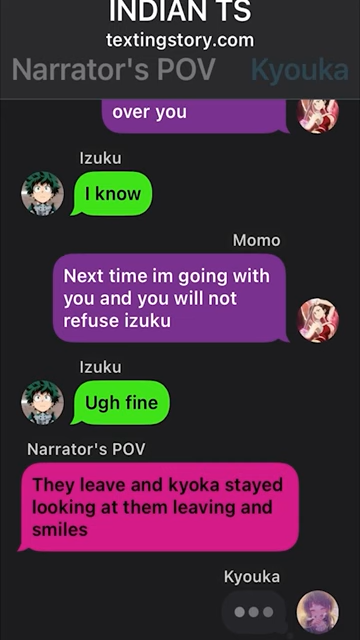 INDIAN TS
textingstory.com
Narrator's POV Kyouka
over you
Izuku
I know
Momo
Next time im going with
you and you will not
refuse izuku
Izuku
Ugh fine
Narrator's POV
They leave and kyoka stayed
looking at them leaving and
smiles
Kyouka